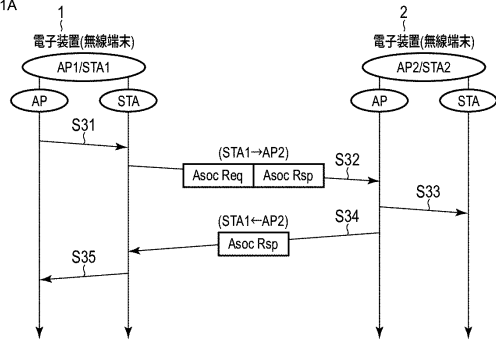 1A
1
2
電子装置(無線端末)
電子装置(無線端末)
AP1/STA1
AP2/STA2
AP
STA
AP
STA
S31
(STA1→AP2)
S32
Asoc Req
Asoc Rsp
S33
(STA1←AP2)
S34
Asoc Rsp
S35